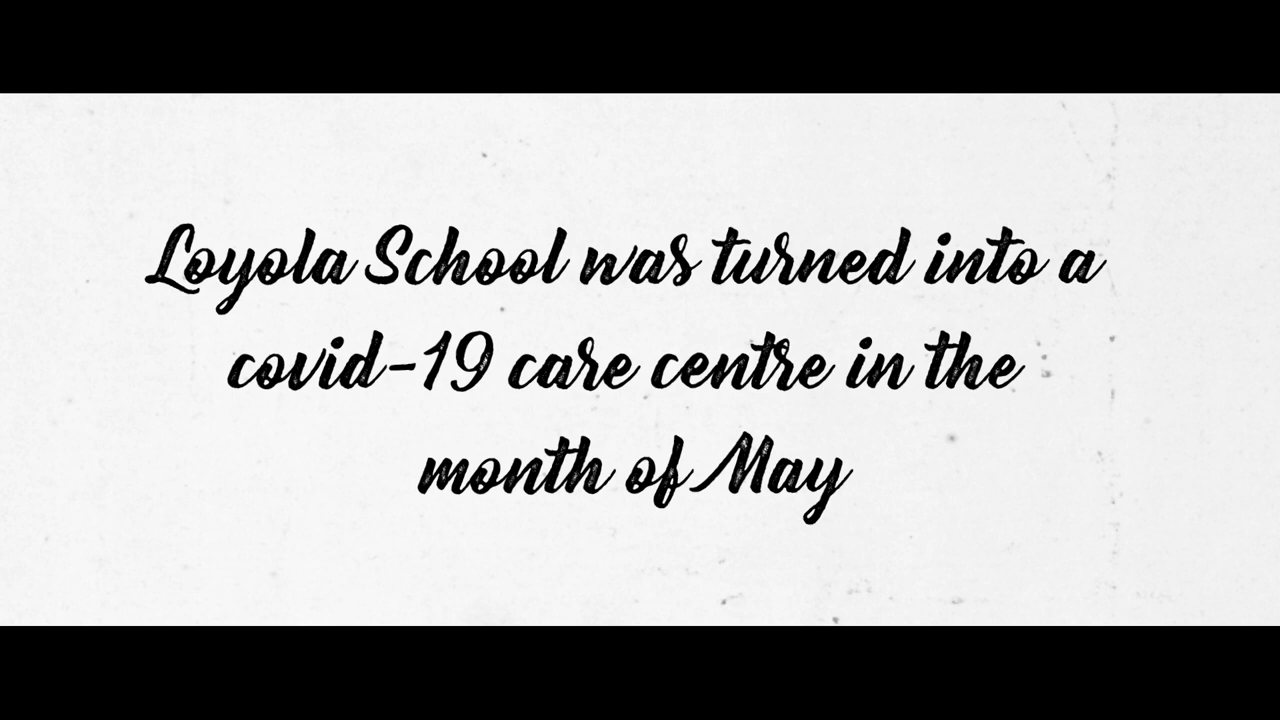 Loyola School was turned into a
covid-19 care centre in the
month of May